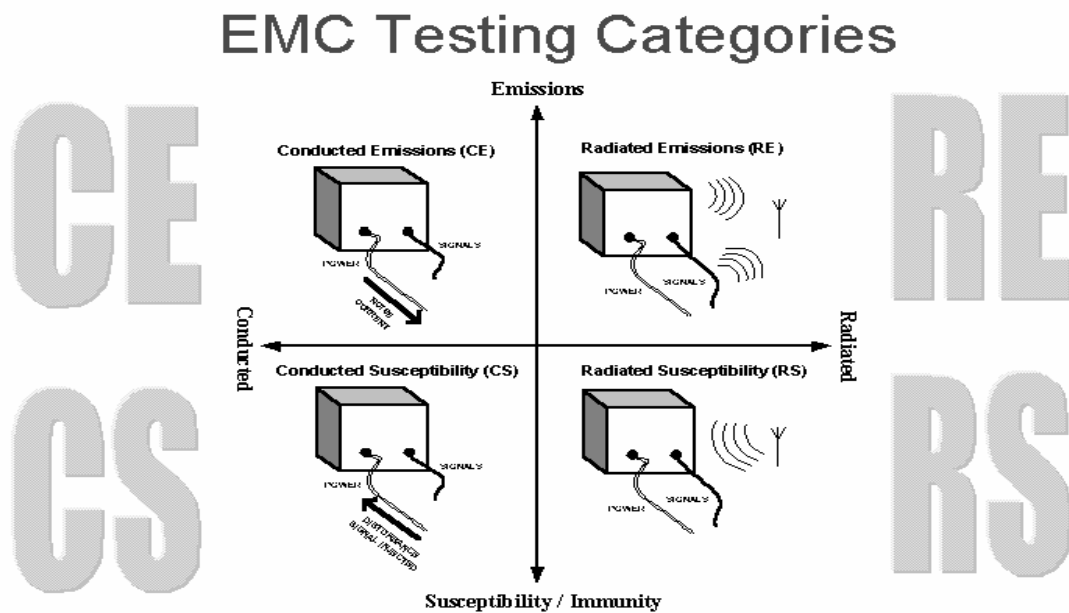 EMC Testing Categories
CE
RE
CS
RS
Emissions
Conducted Emissions (CE)
POWER
SIGNALS
NOISE
CURRENT
Radiated Emissions (RE)
POWER
SIGNALS
Conducted
Radiated
Conducted Susceptibility (CS)
POWER
SIGNALS
DISTURBANCE
SIGNAL INJECTED
Radiated Susceptibility (RS)
POWER
SIGNALS
Susceptibility / Immunity